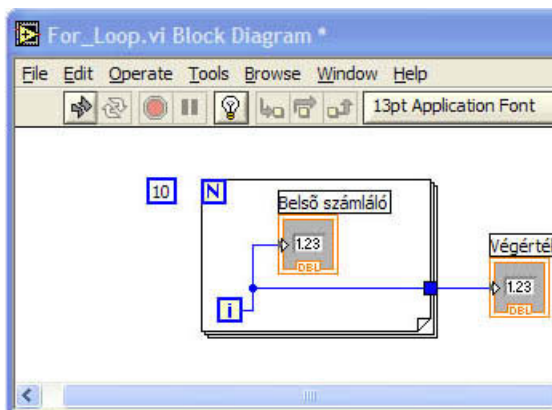 For_Loop.vi Block Diagram *
File Edit Operate Tools Browse Window Help
13pt Application Font
10
N
Belső számláló
1.23
DBL
i
Végérték
1.23
DBL